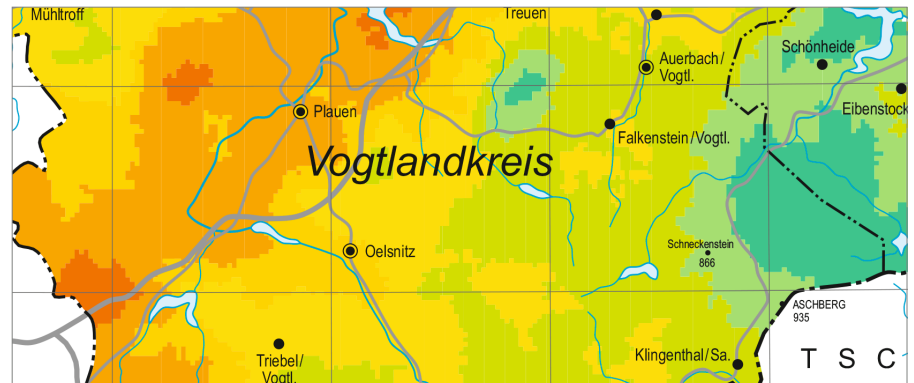 Mühltroff
Treuen
Schönheide
Auerbach/
Vogtl.
Eibenstock
Plauen
Falkenstein/Vogtl.
Vogtlandkreis
Oelsnitz
Schneckenstein
866
ASCHBERG
935
Triebel/
Vogtl.
Klingenthal/Sa.
T S C